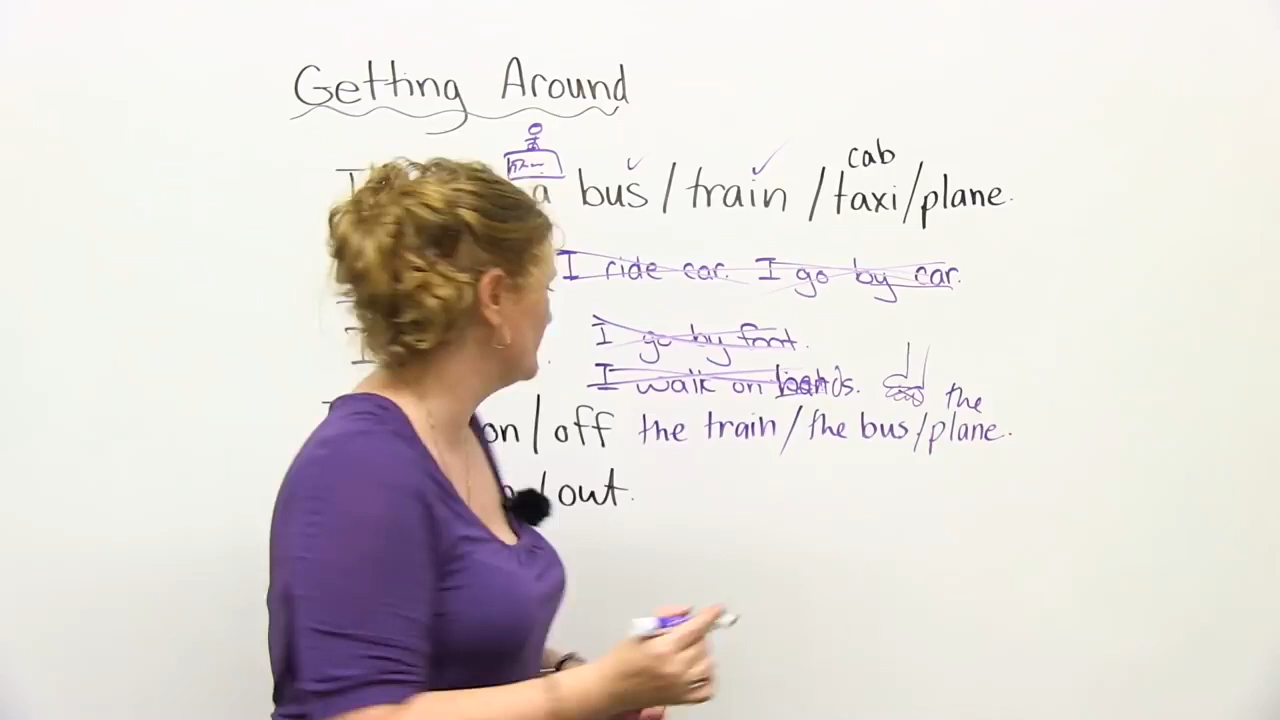 Getting Around
cab
a bus / train / taxi / plane.
I ride car. I go by car.
I go by foot.
I walk on hands.
the
on / off the train / the bus / plane.
/ out.